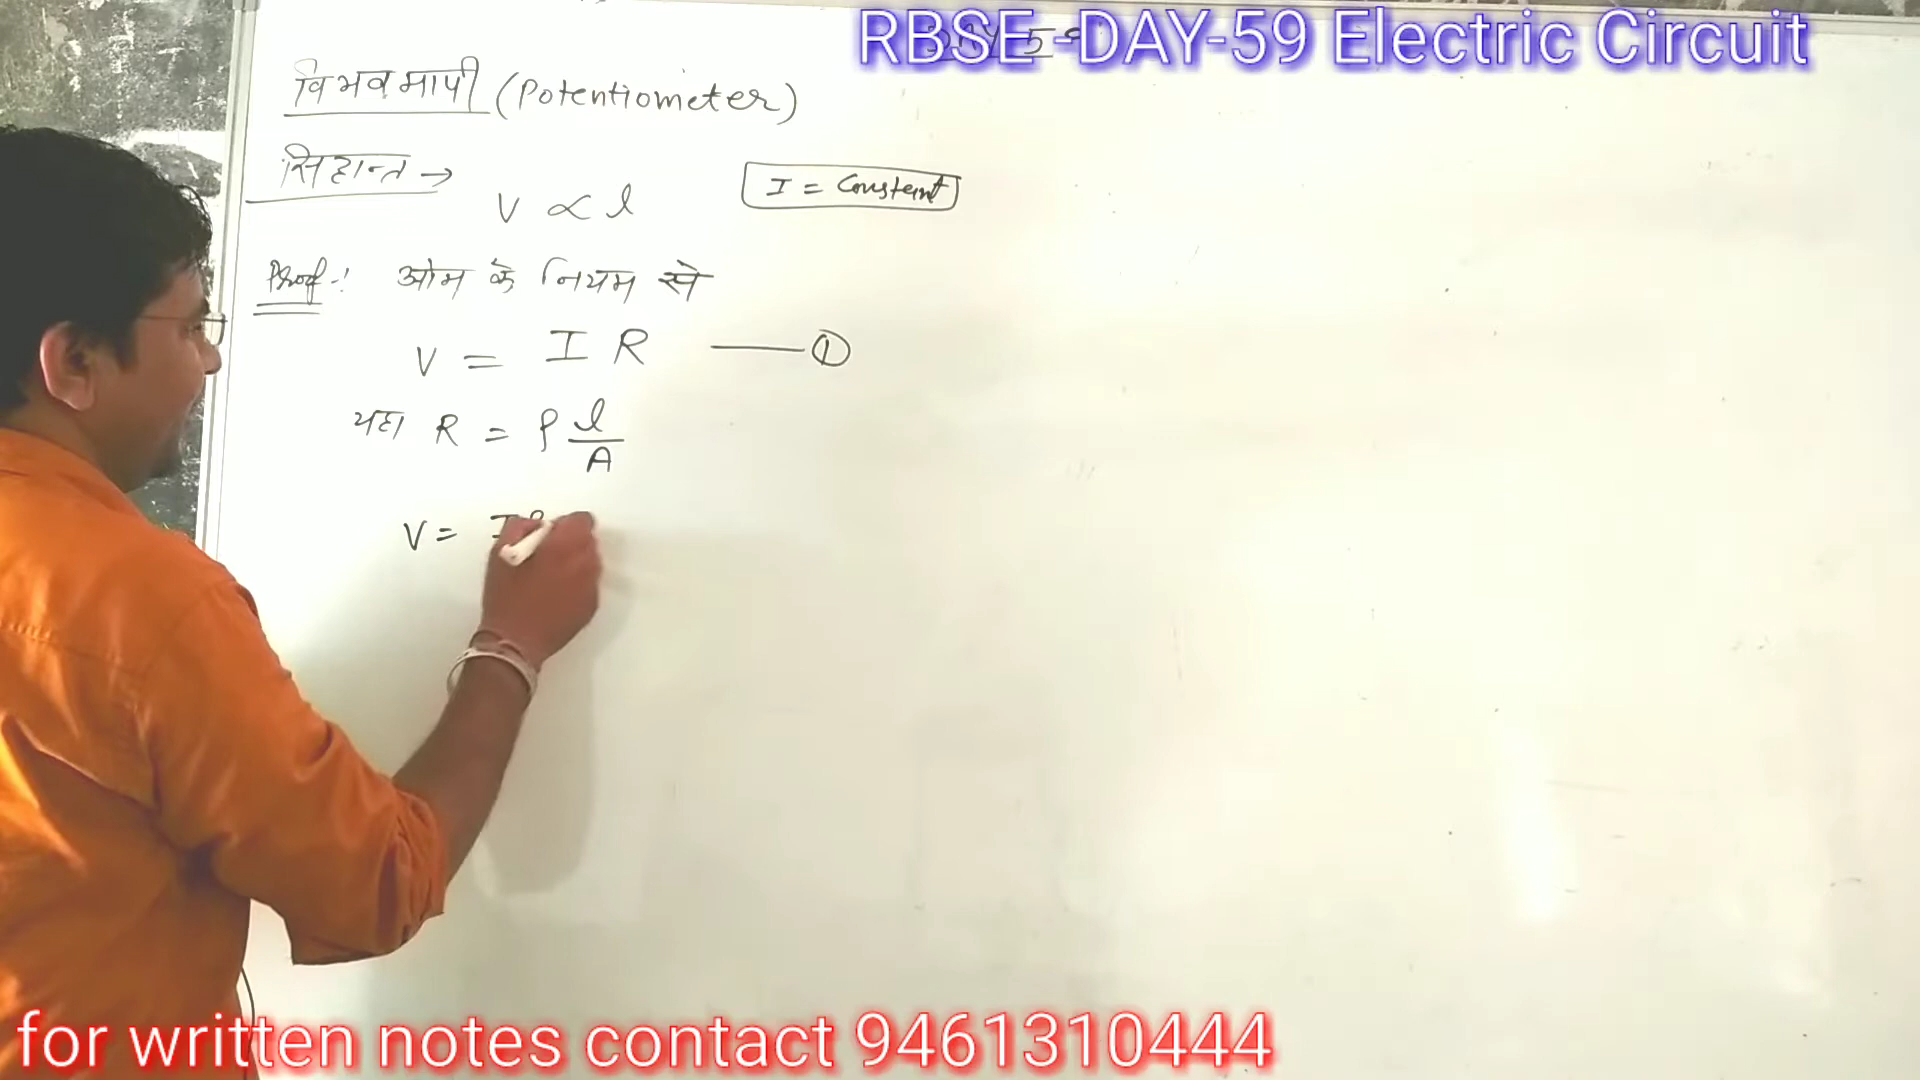 RBSE -DAY-59 Electric Circuit
विभवमापी (Potentiometer)
सिद्धान्त →
V ∝ l
I = Constant
Proof :- ओम के नियम से
V = I R —— ①
यहा R = ρ l/A
V = I ρ
for written notes contact 9461310444